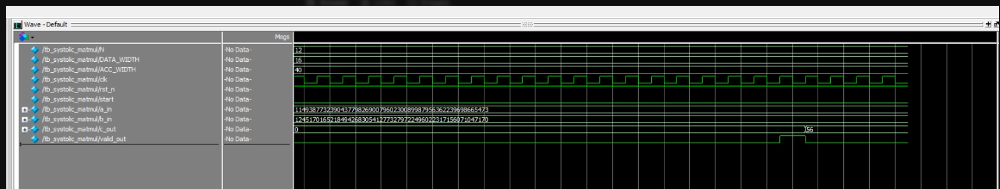 Wave - Default
Msgs
/tb_systolic_matmul/N -No Data- 12
/tb_systolic_matmul/DATA_WIDTH -No Data- 16
/tb_systolic_matmul/ACC_WIDTH -No Data- 40
/tb_systolic_matmul/clk -No Data-
/tb_systolic_matmul/rst_n -No Data-
/tb_systolic_matmul/start -No Data-
/tb_systolic_matmul/a_in -No Data- 1149387732390437798269007960230089987956362239698665473
/tb_systolic_matmul/b_in -No Data- 1245170165218494268305412773279722496022317156071047170
/tb_systolic_matmul/c_out -No Data- 0 56
/tb_systolic_matmul/valid_out -No Data-